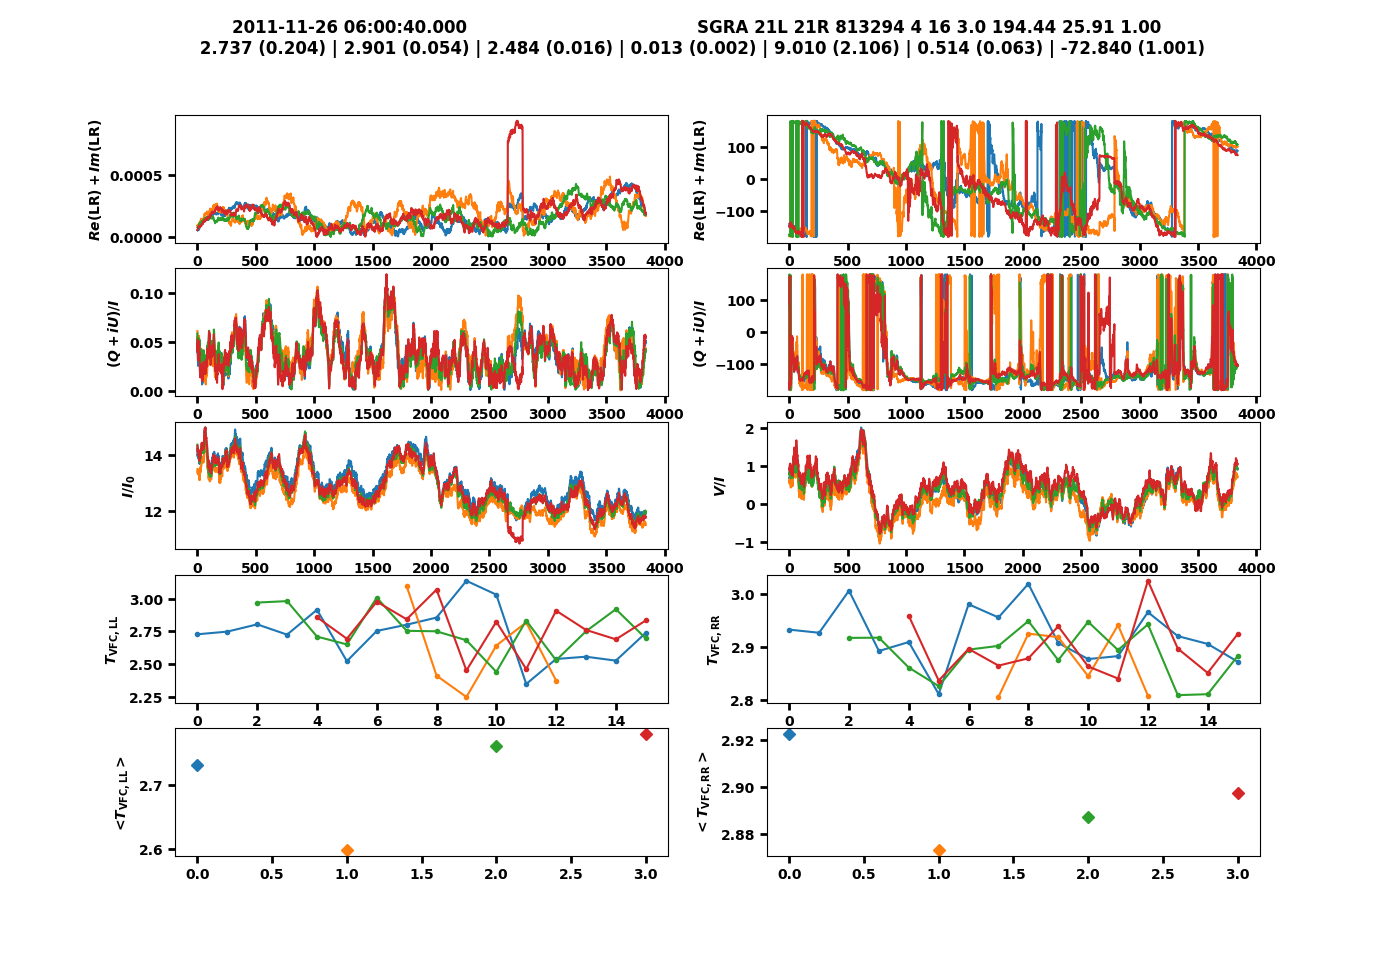 2011-11-26 06:00:40.000 SGRA 21L 21R 813294 4 16 3.0 194.44 25.91 1.00
2.737 (0.204) | 2.901 (0.054) | 2.484 (0.016) | 0.013 (0.002) | 9.010 (2.106) | 0.514 (0.063) | -72.840 (1.001)
Re(LR) + Im(LR)
0.0005
0.0000
0 500 1000 1500 2000 2500 3000 3500 4000
Re(LR) + Im(LR)
100
0
−100
0 500 1000 1500 2000 2500 3000 3500 4000
(Q + iU)/I
0.10
0.05
0.00
0 500 1000 1500 2000 2500 3000 3500 4000
(Q + iU)/I
100
0
−100
0 500 1000 1500 2000 2500 3000 3500 4000
I/I0
14
12
0 500 1000 1500 2000 2500 3000 3500 4000
V/I
2
1
0
−1
0 500 1000 1500 2000 2500 3000 3500 4000
TVFC, LL
3.00
2.75
2.50
2.25
0 2 4 6 8 10 12 14
TVFC, RR
3.0
2.9
2.8
0 2 4 6 8 10 12 14
<TVFC, LL>
2.7
2.6
0.0 0.5 1.0 1.5 2.0 2.5 3.0
< TVFC, RR >
2.92
2.90
2.88
0.0 0.5 1.0 1.5 2.0 2.5 3.0